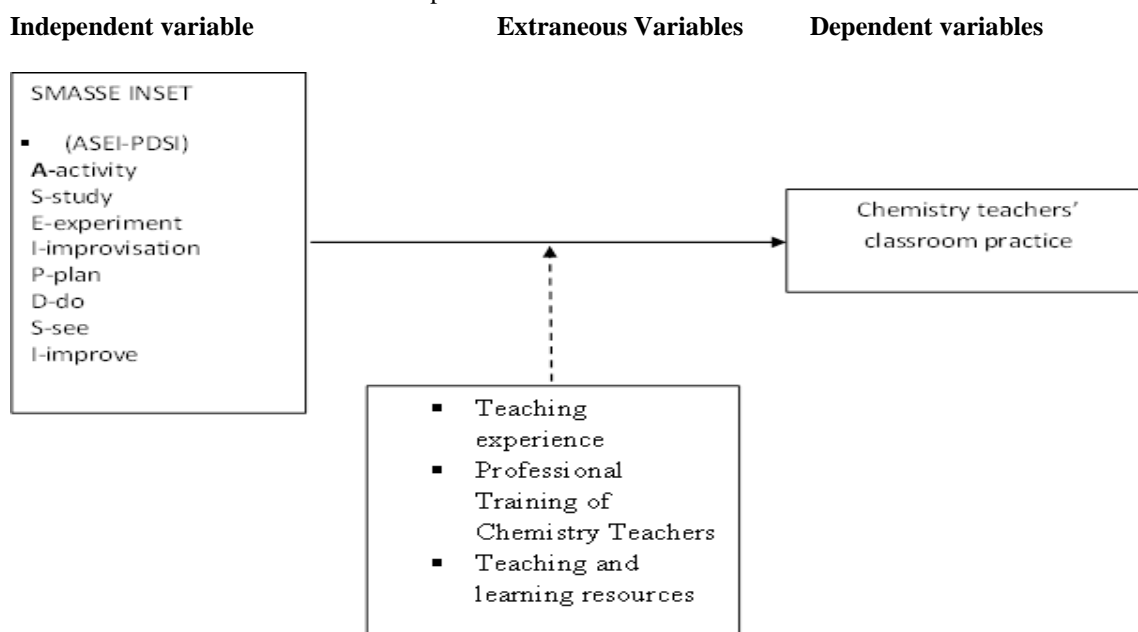 Independent variable Extraneous Variables Dependent variables
SMASSE INSET
▪ (ASEI-PDSI)
A-activity
S-study
E-experiment
I-improvisation
P-plan
D-do
S-see
I-improve
Chemistry teachers’
classroom practice
▪ Teaching
experience
▪ Professional
Training of
Chemistry Teachers
▪ Teaching and
learning resources